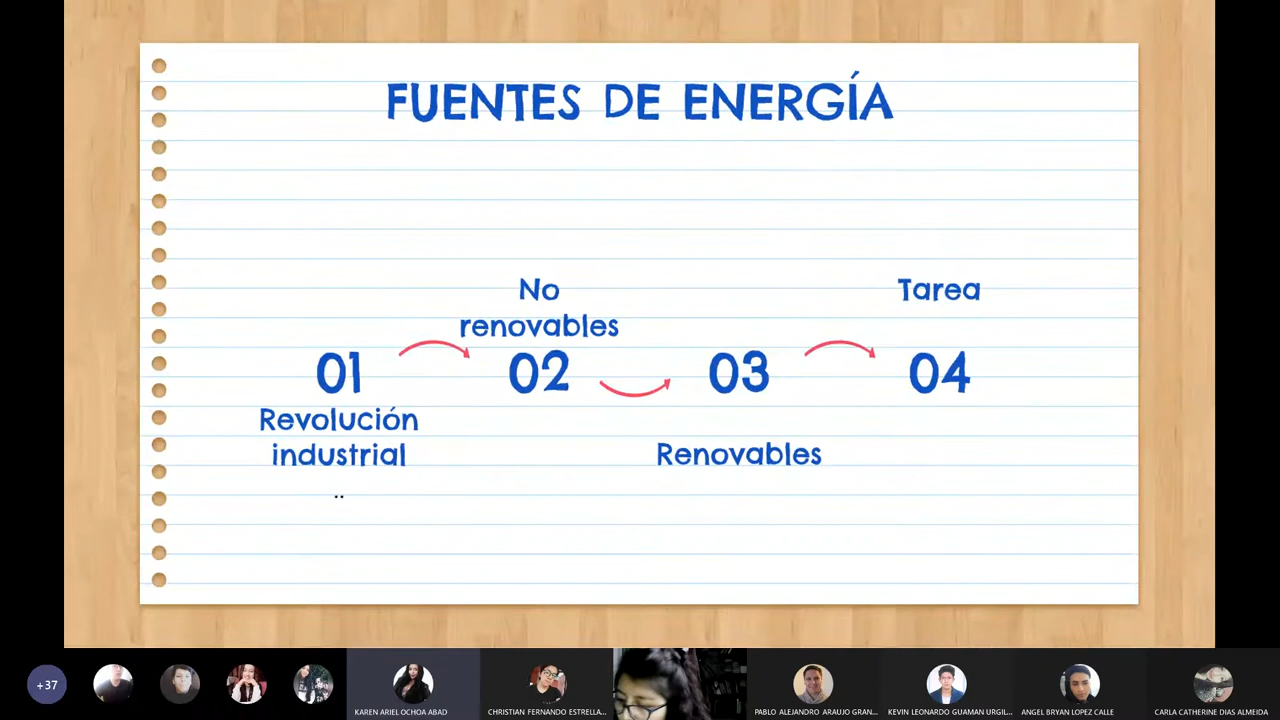 FUENTES DE ENERGÍA
No
renovables
Tarea
01
02
03
04
Revolución
industrial
Renovables
..
+37
KAREN ARIEL OCHOA ABAD
CHRISTIAN FERNANDO ESTRELLA...
PABLO ALEJANDRO ARAUJO GRAN...
KEVIN LEONARDO GUAMAN URGIL...
ANGEL BRYAN LOPEZ CALLE
CARLA CATHERINE DIAS ALMEIDA